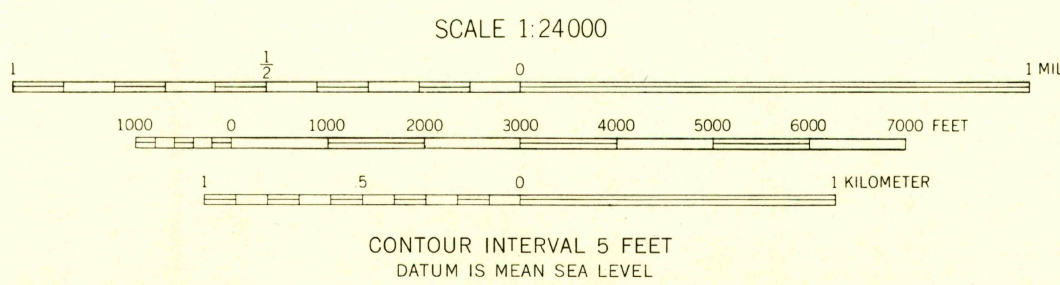 SCALE 1:24000
1 1/2 0 1 MIL
1000 0 1000 2000 3000 4000 5000 6000 7000 FEET
1 .5 0 1 KILOMETER
CONTOUR INTERVAL 5 FEET
DATUM IS MEAN SEA LEVEL